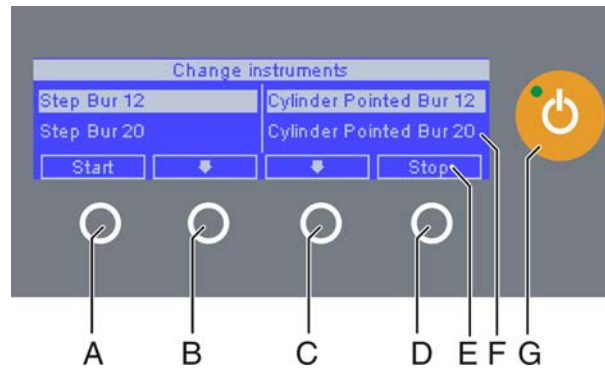 Change instruments
Step Bur 12 Cylinder Pointed Bur 12
Step Bur 20 Cylinder Pointed Bur 20
Start Stop
A B C D E F G